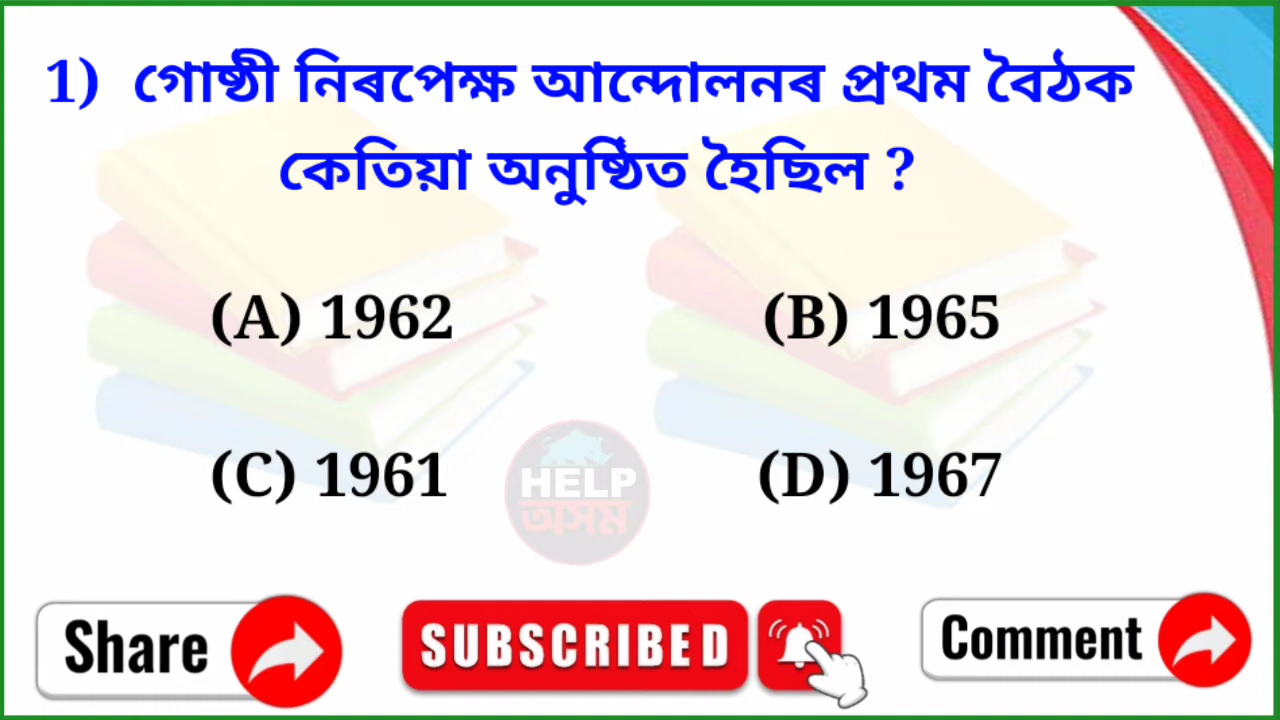 1) গোষ্ঠী নিৰপেক্ষ আন্দোলনৰ প্ৰথম বৈঠক
কেতিয়া অনুষ্ঠিত হৈছিল ?
(A) 1962 (B) 1965
(C) 1961 (D) 1967
HELP
অসম
Share SUBSCRIBED Comment